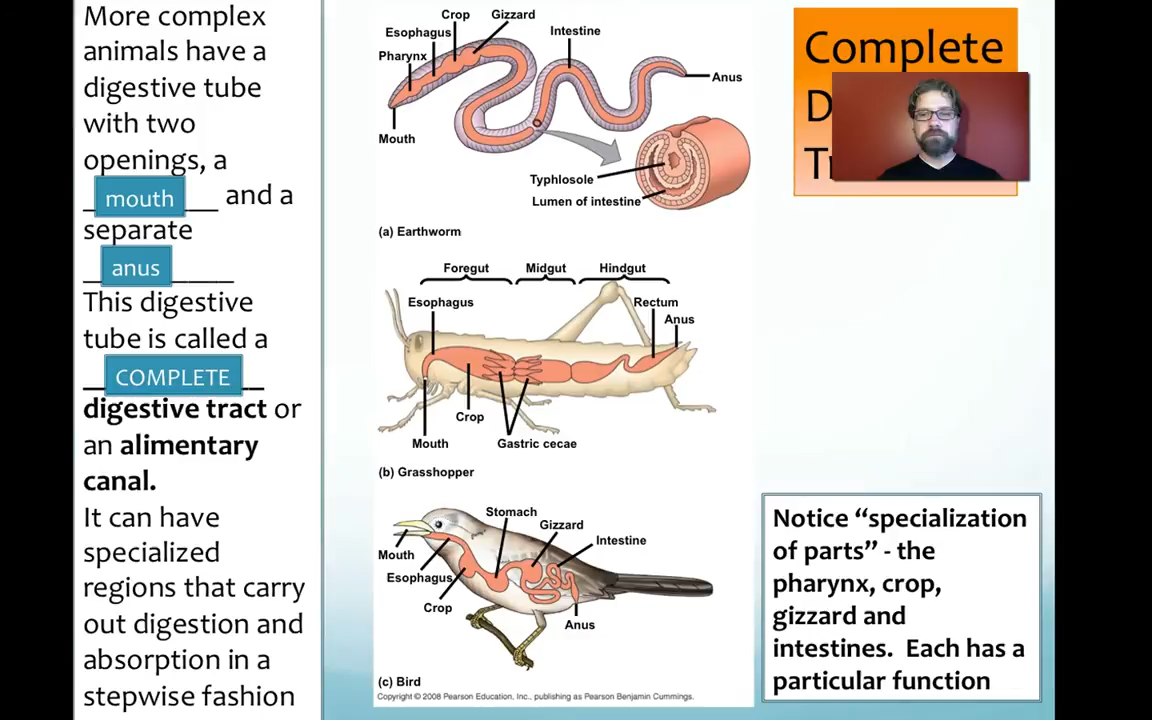 More complex
animals have a
digestive tube
with two
openings, a
mouth and a
separate
anus
This digestive
tube is called a
COMPLETE
digestive tract or
an alimentary
canal.
It can have
specialized
regions that carry
out digestion and
absorption in a
stepwise fashion
Crop Gizzard
Esophagus Intestine
Pharynx
Anus
Mouth
Typhlosole
Lumen of intestine
(a) Earthworm
Foregut Midgut Hindgut
Esophagus Rectum
Anus
Crop
Mouth Gastric cecae
(b) Grasshopper
Stomach
Gizzard
Intestine
Mouth
Esophagus
Crop
Anus
(c) Bird
Copyright © 2008 Pearson Education, Inc., publishing as Pearson Benjamin Cummings.
Complete
Notice “specialization
of parts” - the
pharynx, crop,
gizzard and
intestines. Each has a
particular function